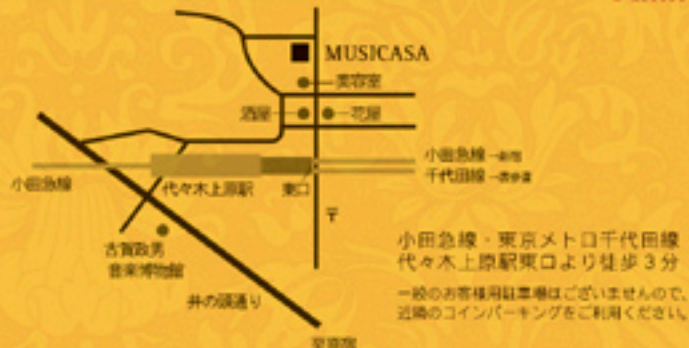 MUSICASA
美容室
酒屋
花屋
小田急線→新宿
千代田線
小田急線
代々木上原駅
東口
〒
古賀政男
音楽博物館
井の頭通り
至原宿
小田急線・東京メトロ千代田線
代々木上原駅東口より徒歩3分
一般のお客様用駐車場はございませんので、
近隣のコインパーキングをご利用ください。